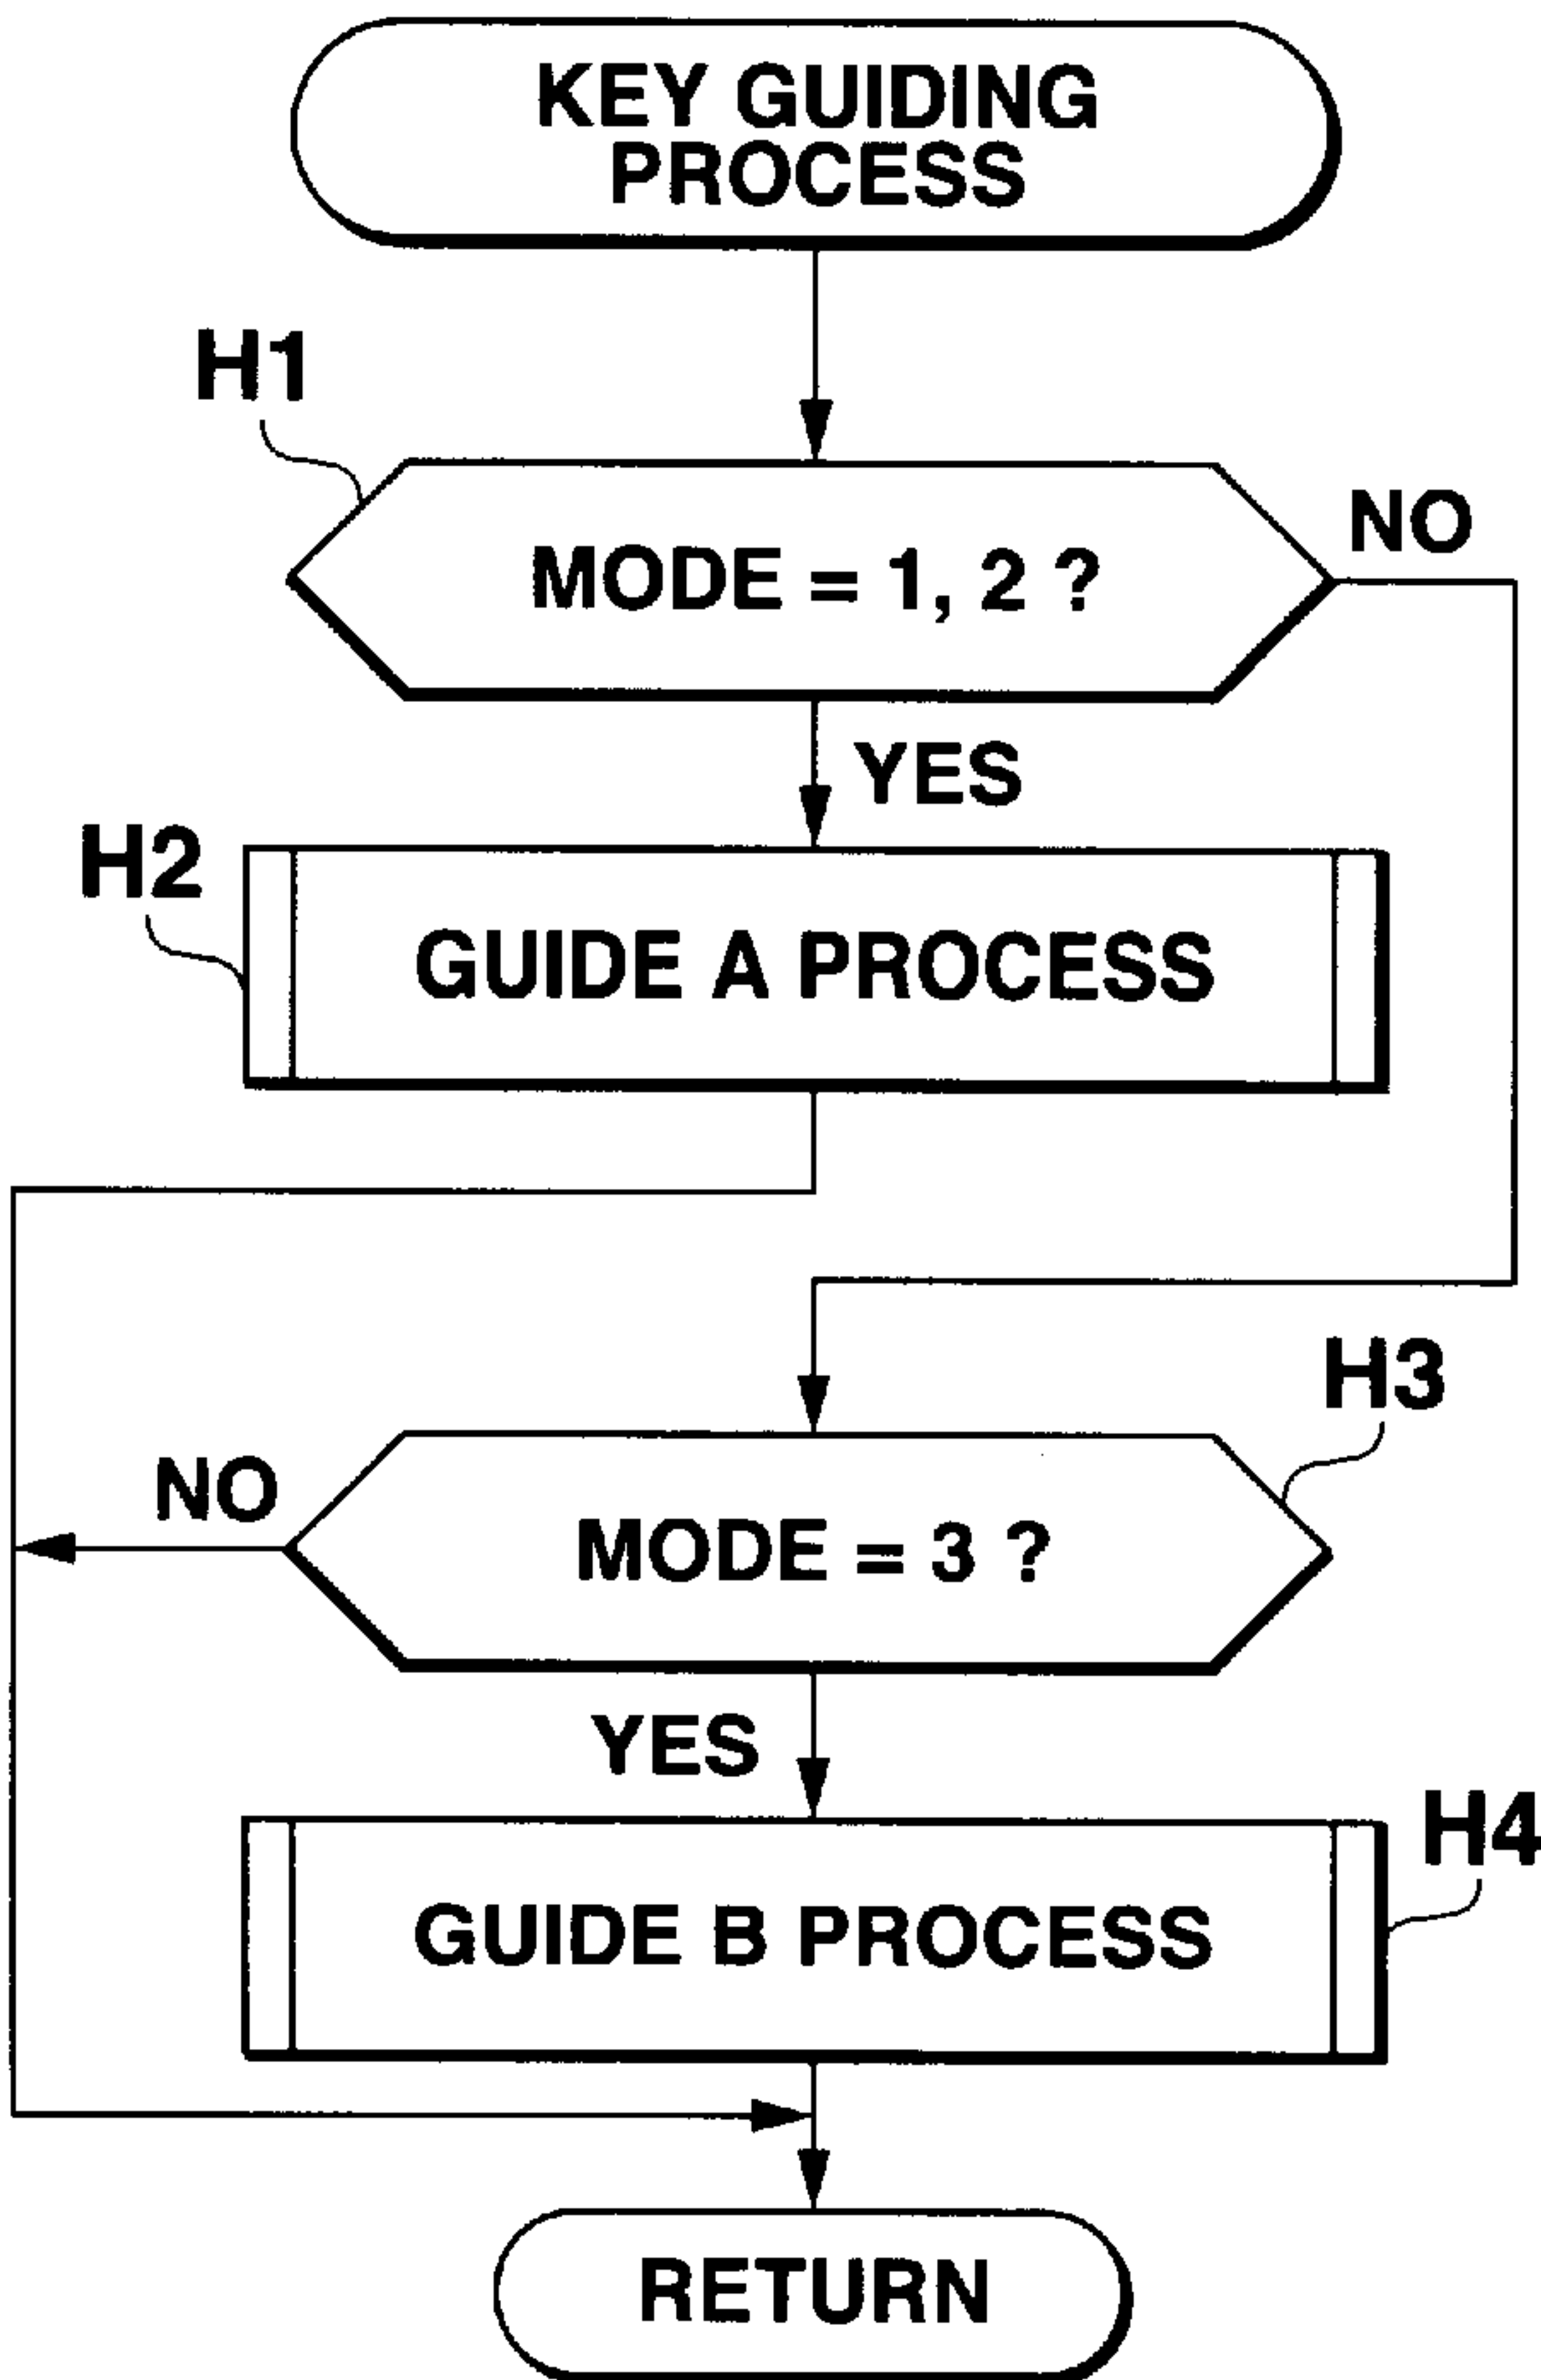 KEY GUIDING
PROCESS
H1
MODE = 1, 2 ?
NO
YES
H2
GUIDE A PROCESS
H3
NO
MODE = 3 ?
YES
H4
GUIDE B PROCESS
RETURN